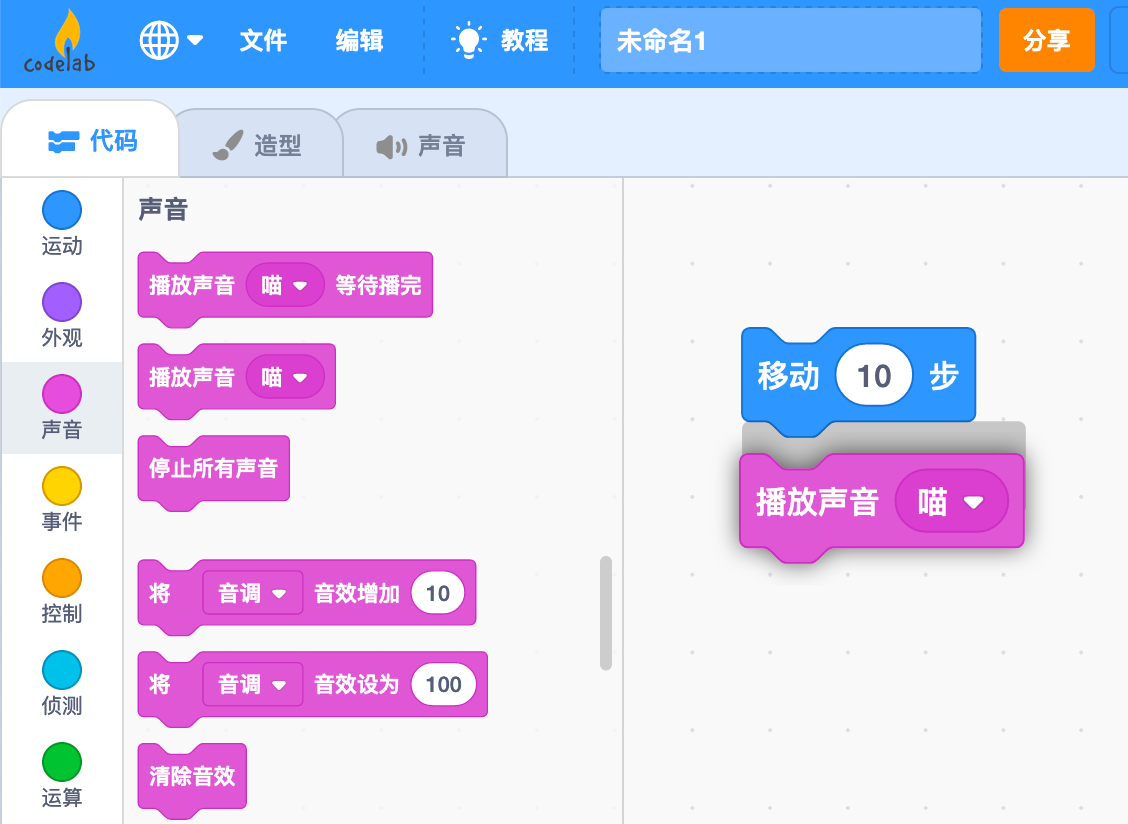 codelab
文件
编辑
教程
未命名1
分享
代码
造型
声音
运动
外观
声音
事件
控制
侦测
运算
声音
播放声音 喵 等待播完
播放声音 喵
停止所有声音
将 音调 音效增加 10
将 音调 音效设为 100
清除音效
移动 10 步
播放声音 喵